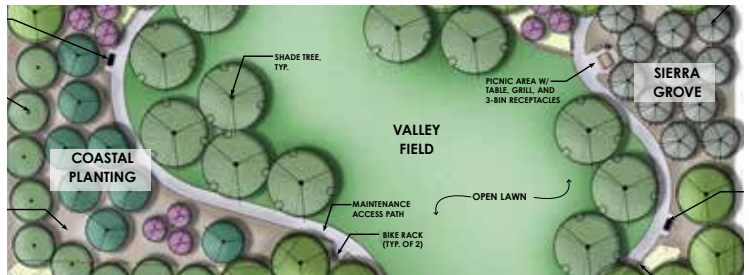 SHADE TREE,
TYP.
PICNIC AREA W/
TABLE, GRILL, AND
3-BIN RECEPTACLES
SIERRA
GROVE
VALLEY
FIELD
COASTAL
PLANTING
OPEN LAWN
MAINTENANCE
ACCESS PATH
BIKE RACK
(TYP. OF 2)